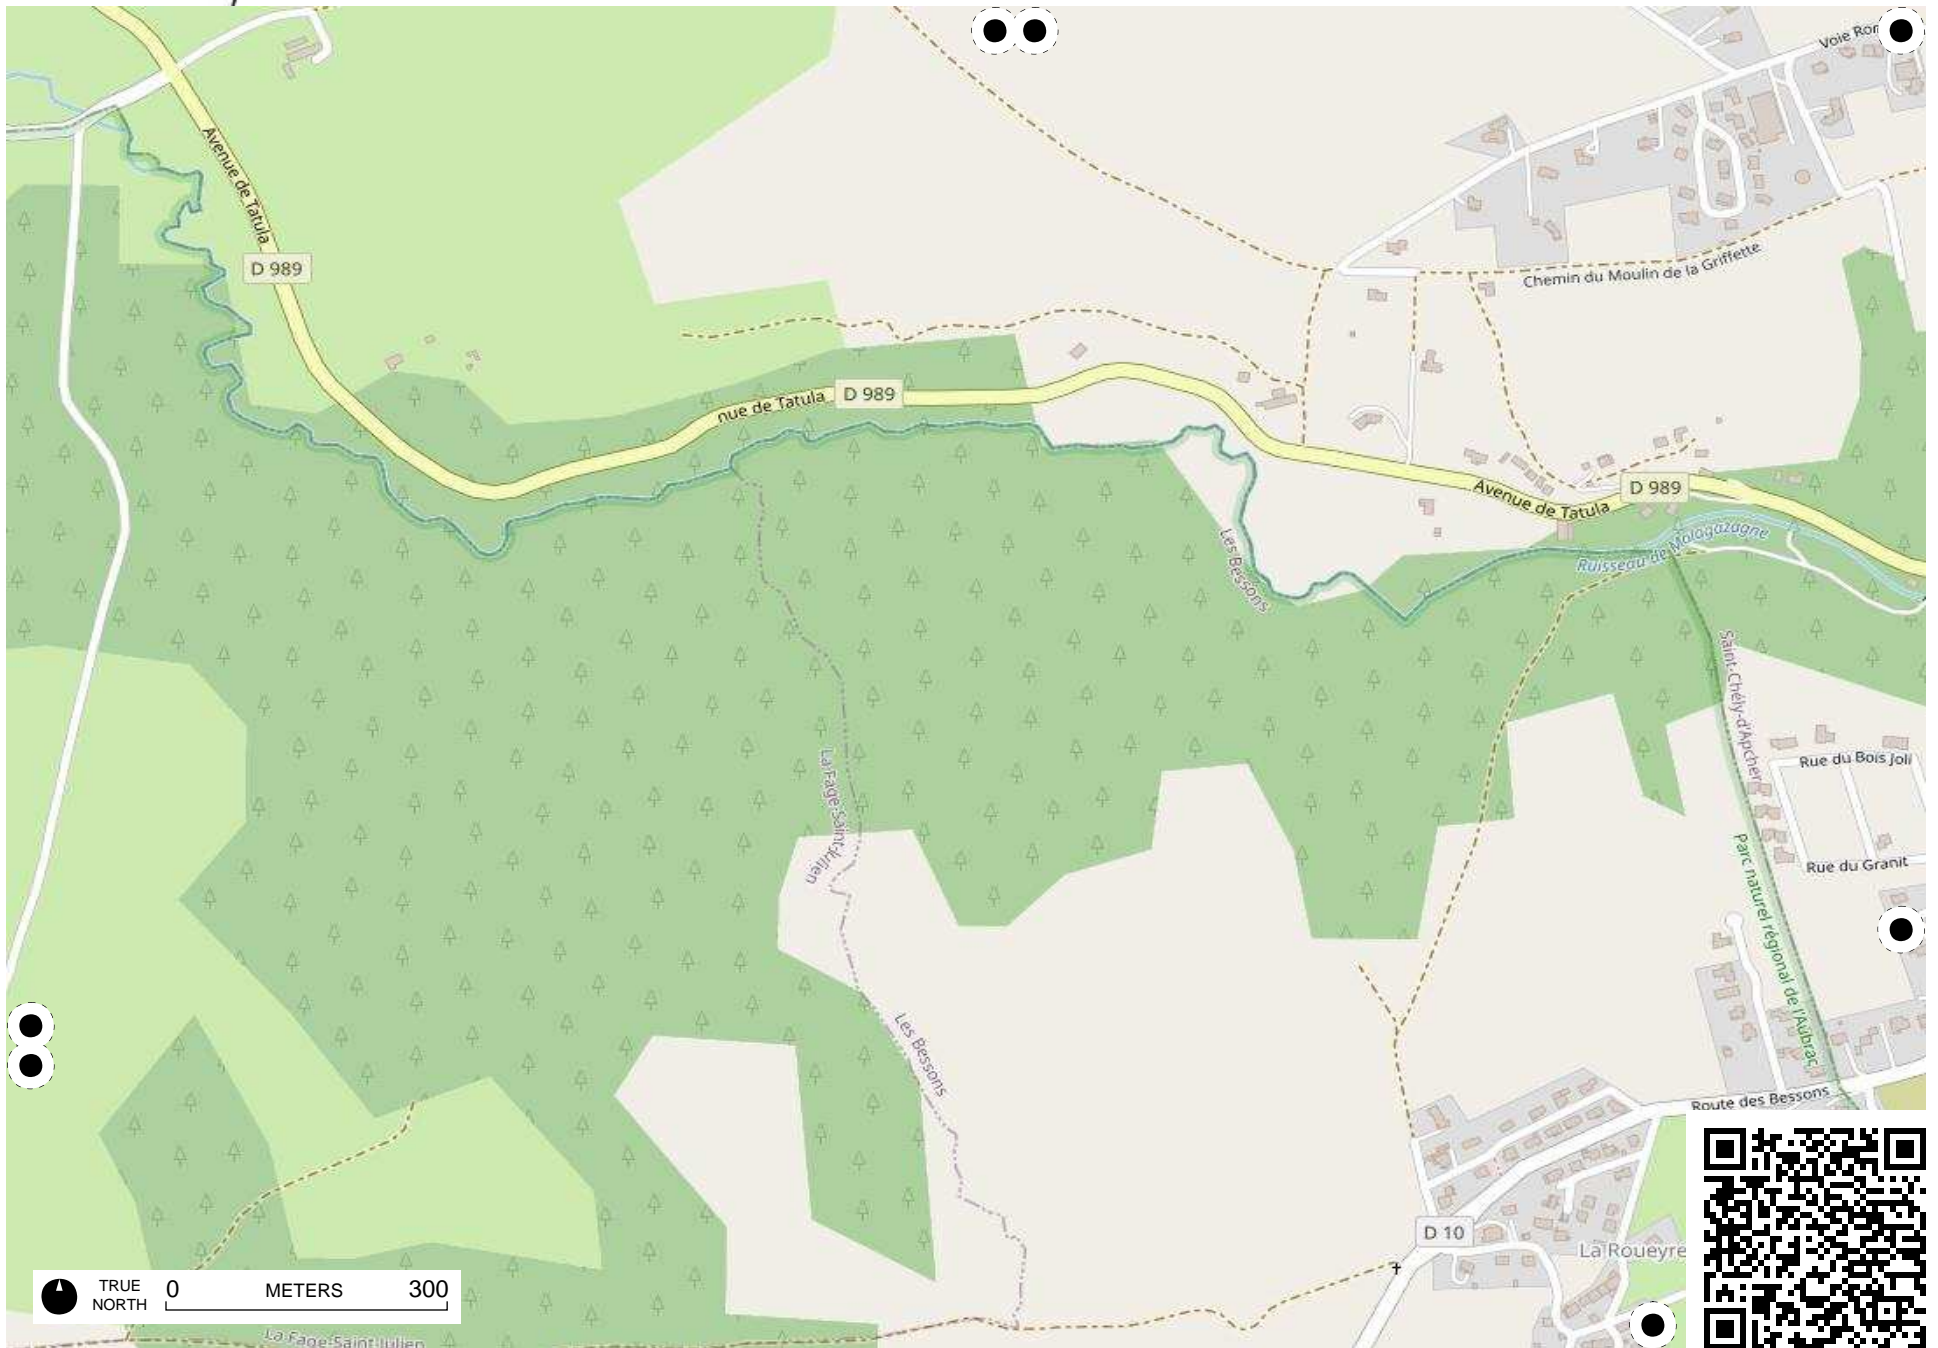 Voie Ror
Avenue de Tatula
D 989
Chemin du Moulin de la Griffette
nue de Tatula
D 989
Avenue de Tatula
D 989
Ruisseau de Molagazagne
Les Bessons
Saint-Chély-d'Apcher
Rue du Bois Joli
La Fage-Saint-Julien
Rue du Granit
Parc naturel régional de l'Aubrac
Les Bessons
Route des Bessons
D 10
La Roueyre
TRUE
NORTH
0 METERS 300
La Fage-Saint-Julien